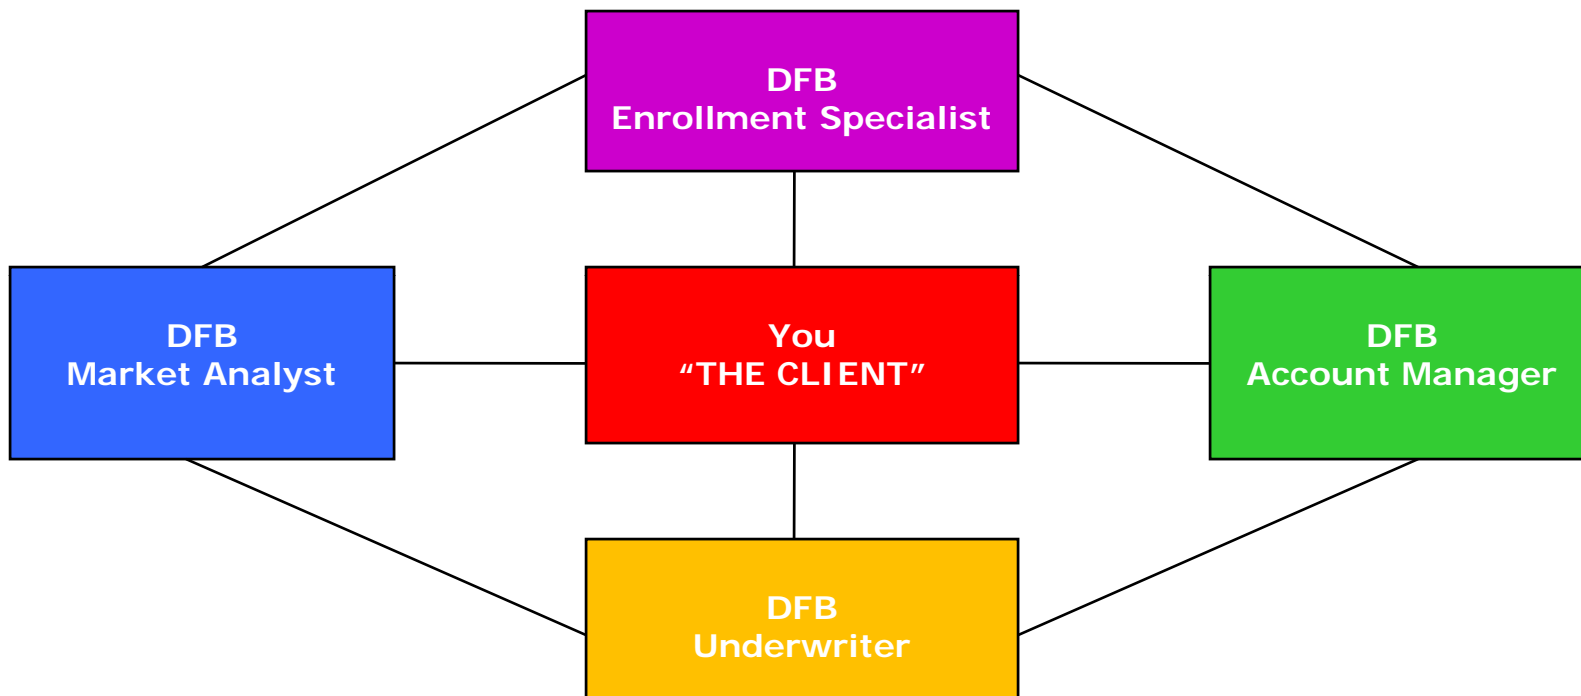 DFB
Enrollment Specialist
DFB
Market Analyst
You
“THE CLIENT”
DFB
Account Manager
DFB
Underwriter